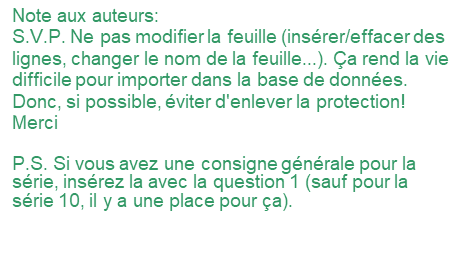 Note aux auteurs:
S.V.P. Ne pas modifier la feuille (insérer/effacer des
lignes, changer le nom de la feuille...). Ça rend la vie
difficile pour importer dans la base de données.
Donc, si possible, éviter d'enlever la protection!
Merci
P.S. Si vous avez une consigne générale pour la
série, insérez la avec la question 1 (sauf pour la
série 10, il y a une place pour ça).